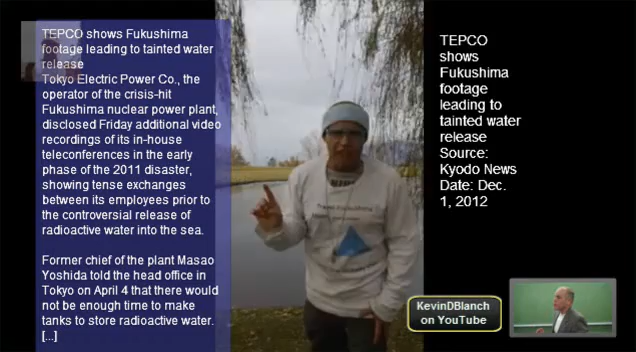 TEPCO shows Fukushima
footage leading to tainted water
release
Tokyo Electric Power Co., the
operator of the crisis-hit
Fukushima nuclear power plant,
disclosed Friday additional video
recordings of its in-house
teleconferences in the early
phase of the 2011 disaster,
showing tense exchanges
between its employees prior to
the controversial release of
radioactive water into the sea.
Former chief of the plant Masao
Yoshida told the head office in
Tokyo on April 4 that there would
not be enough time to make
tanks to store radioactive water.
[...]
TEPCO
shows
Fukushima
footage
leading to
tainted water
release
Source:
Kyodo News
Date: Dec.
1, 2012
KevinDBlanch
on YouTube